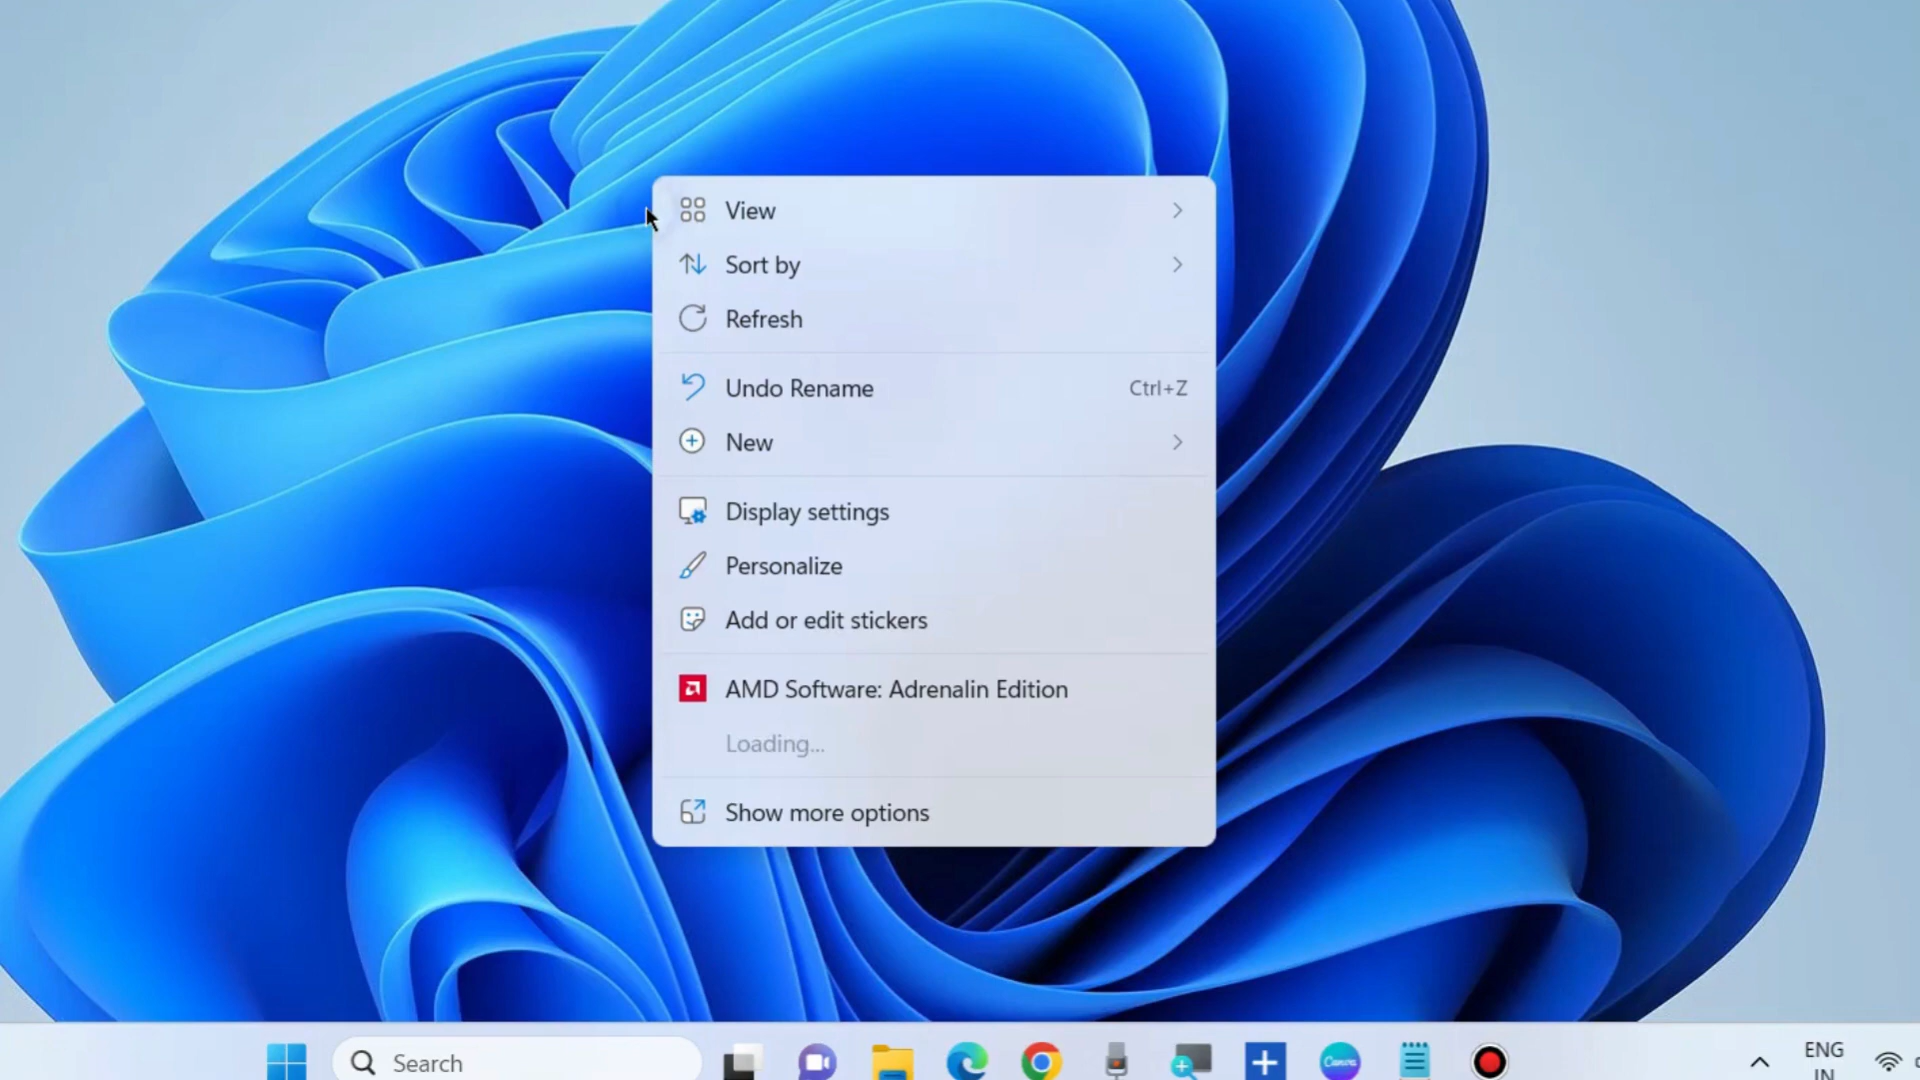 View
Sort by
Refresh
Undo Rename Ctrl+Z
New
Display settings
Personalize
Add or edit stickers
AMD Software: Adrenalin Edition
Loading...
Show more options
Search
Canva
ENG
IN